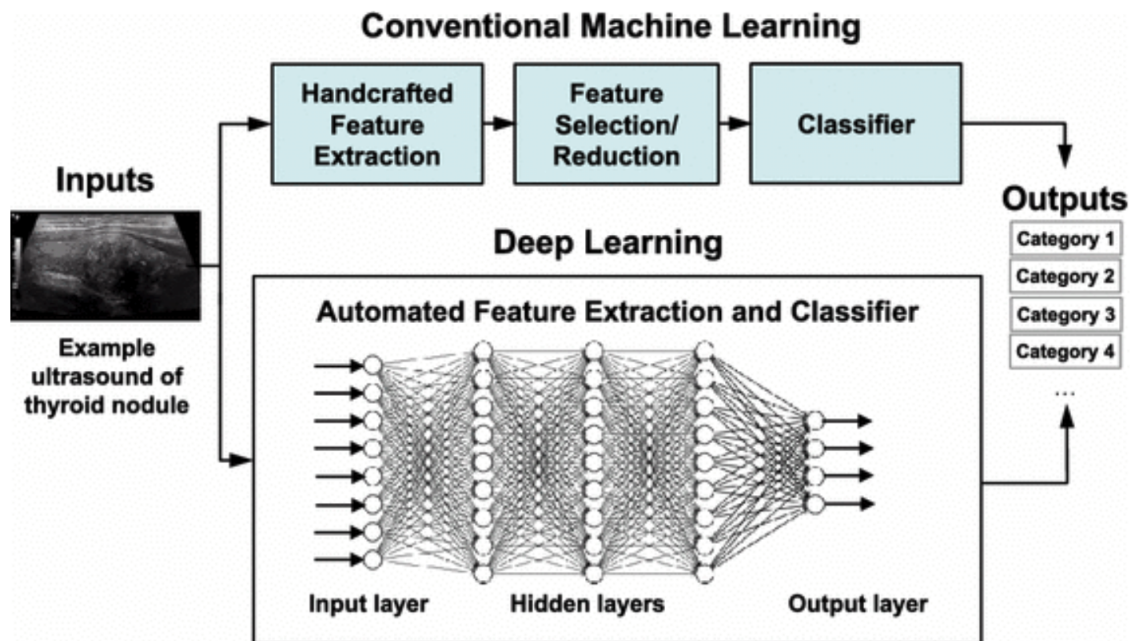 Conventional Machine Learning
Handcrafted
Feature
Extraction
Feature
Selection/
Reduction
Classifier
Inputs
Example
ultrasound of
thyroid nodule
Outputs
Category 1
Category 2
Category 3
Category 4
...
Deep Learning
Automated Feature Extraction and Classifier
Input layer
Hidden layers
Output layer